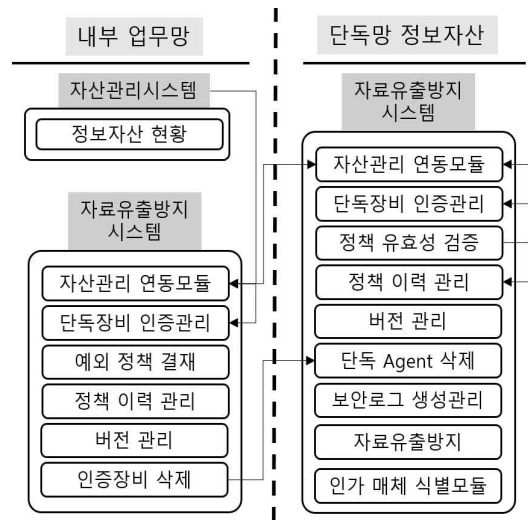 내부 업무망
자산관리시스템
정보자산 현황
자료유출방지
시스템
자산관리 연동모듈
단독장비 인증관리
예외 정책 결재
정책 이력 관리
버전 관리
인증장비 삭제
단독망 정보자산
자료유출방지
시스템
자산관리 연동모듈
단독장비 인증관리
정책 유효성 검증
정책 이력 관리
버전 관리
단독 Agent 삭제
보안로그 생성관리
자료유출방지
인가 매체 식별모듈